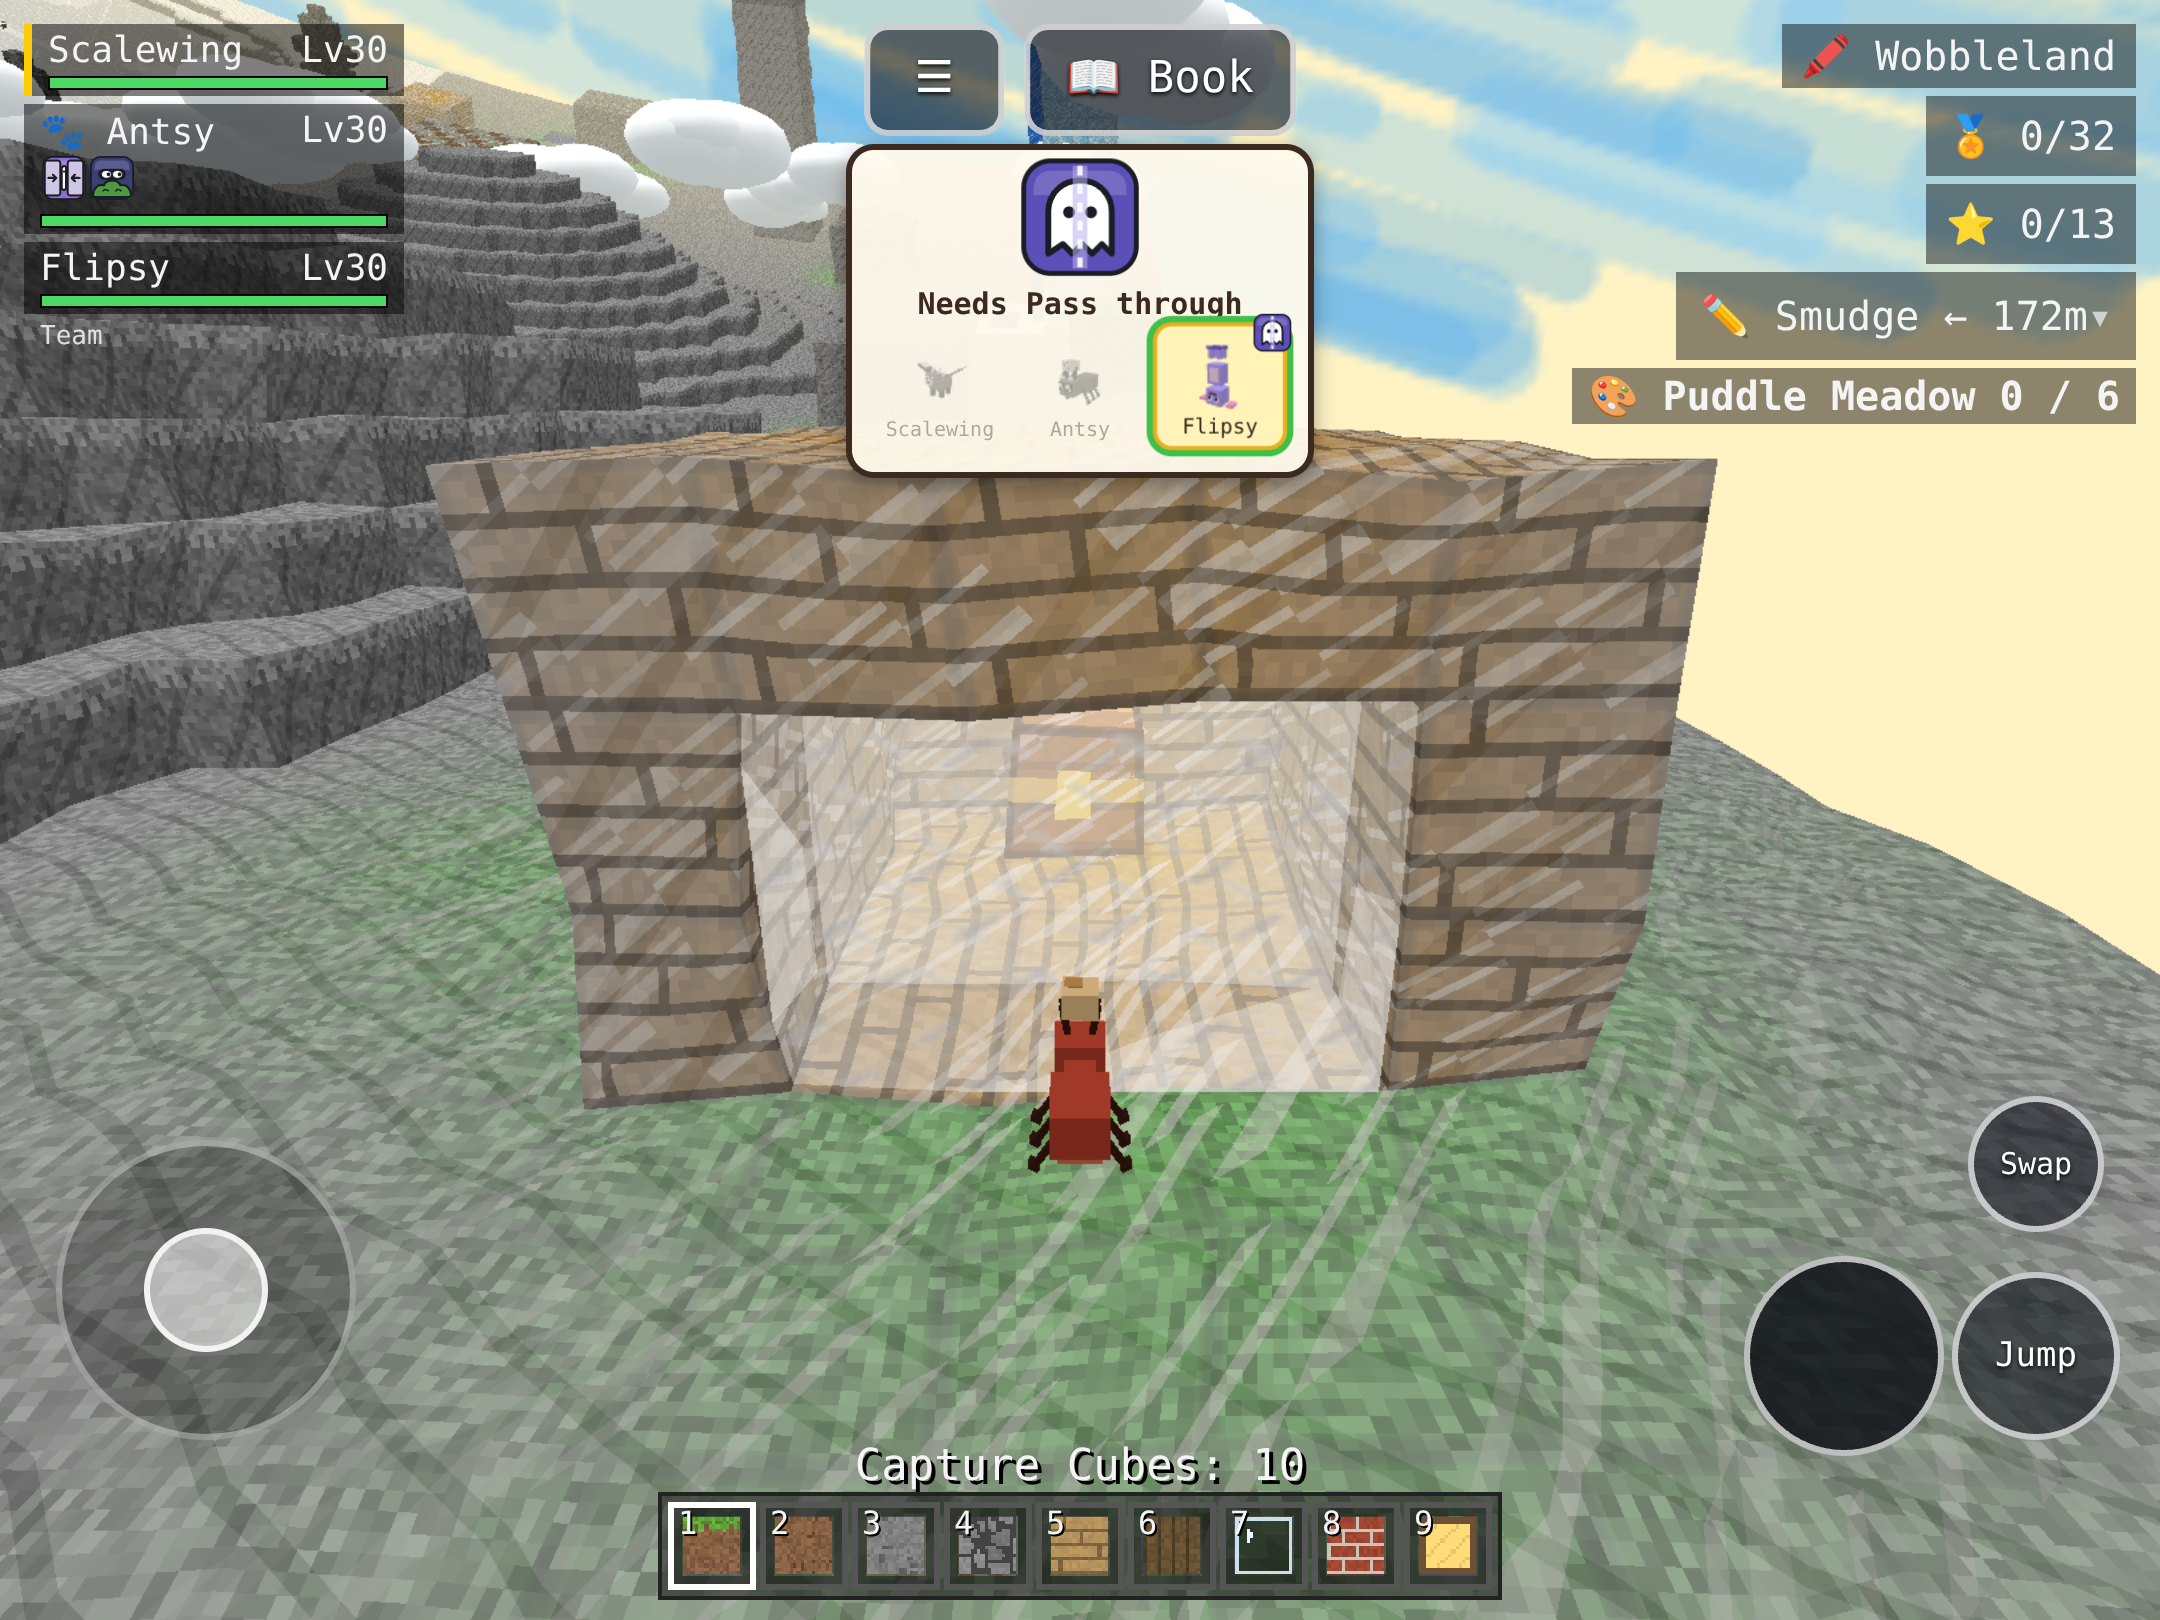 Scalewing Lv30
Antsy Lv30
Flipsy Lv30
Team
☰
Book
Needs Pass through
Scalewing
Antsy
Flipsy
Wobbleland
0/32
0/13
Smudge ← 172m▾
Puddle Meadow 0 / 6
Swap
Jump
Capture Cubes: 10
1 2 3 4 5 6 7 8 9